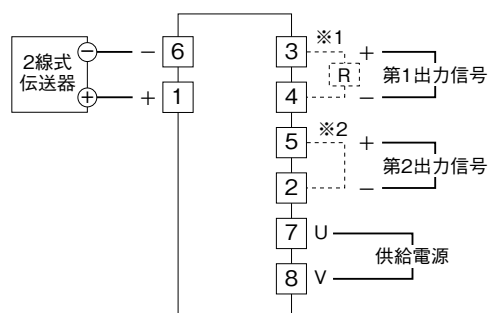 2線式
伝送器
− − 6
+ + 1
3 ※1 +
R
第1出力信号
4 −
5 ※2 +
第2出力信号
2 −
7 U
供給電源
8 V